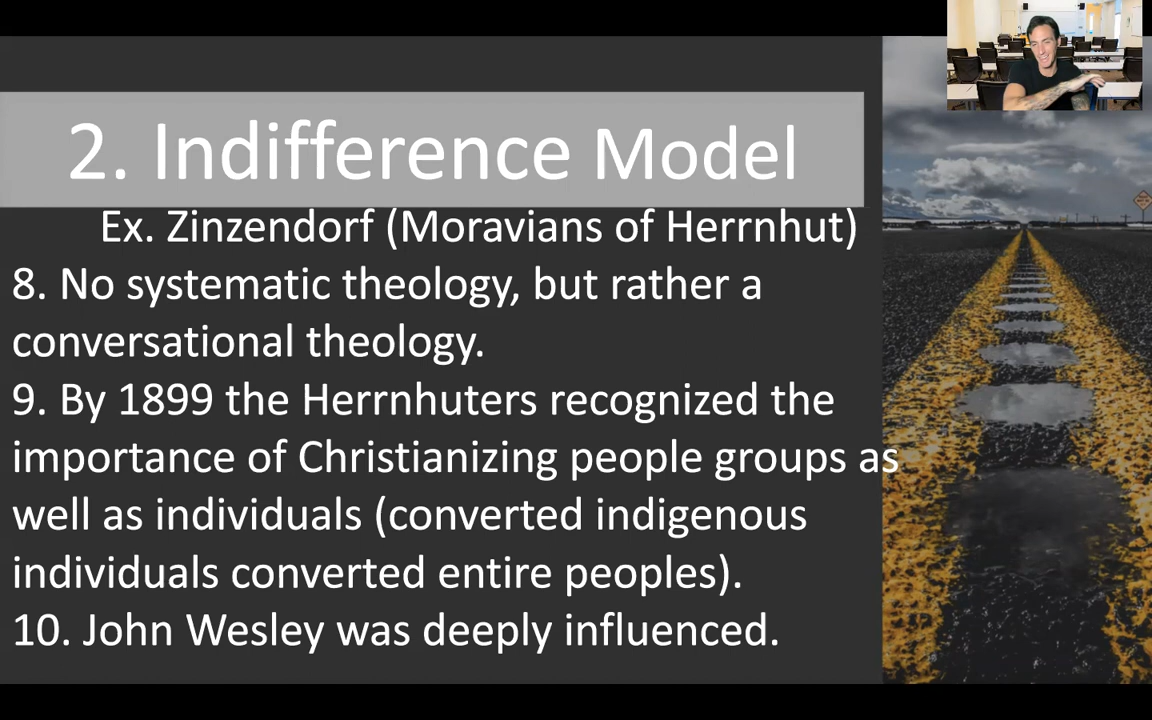 2. Indifference Model
Ex. Zinzendorf (Moravians of Herrnhut)
8. No systematic theology, but rather a
conversational theology.
9. By 1899 the Herrnhuters recognized the
importance of Christianizing people groups as
well as individuals (converted indigenous
individuals converted entire peoples).
10. John Wesley was deeply influenced.